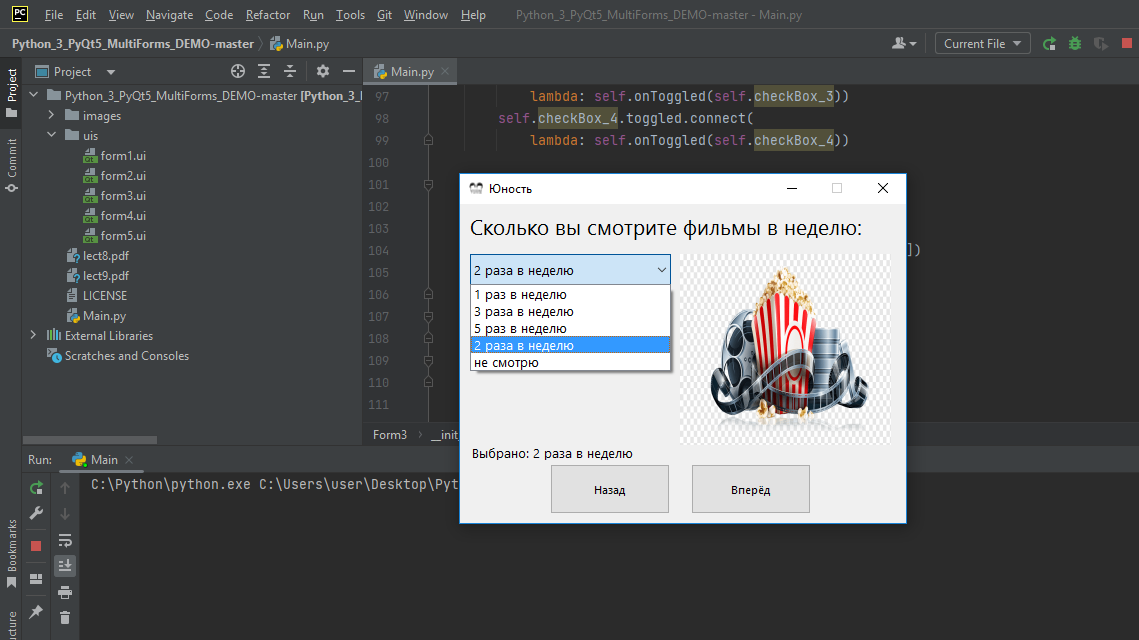 PC File Edit View Navigate Code Refactor Run Tools Git Window Help Python_3_PyQt5_MultiForms_DEMO-master - Main.py
Python_3_PyQt5_MultiForms_DEMO-master Main.py Current File
Project
Commit
Bookmarks
Project
Python_3_PyQt5_MultiForms_DEMO-master [Python_3_
images
uis
form1.ui
form2.ui
form3.ui
form4.ui
form5.ui
lect8.pdf
lect9.pdf
LICENSE
Main.py
External Libraries
Scratches and Consoles
Main.py
97 lambda: self.onToggled(self.checkBox_3))
98 self.checkBox_4.toggled.connect(
99 lambda: self.onToggled(self.checkBox_4))
100
101
102
103
104 ])
105
106
107
108
109
110
111
Form3 __init
Юность
Сколько вы смотрите фильмы в неделю:
2 раза в неделю
1 раз в неделю
3 раза в неделю
5 раз в неделю
2 раза в неделю
не смотрю
Выбрано: 2 раза в неделю
Назад Вперёд
Run: Main
C:\Python\python.exe C:\Users\user\Desktop\Pyt